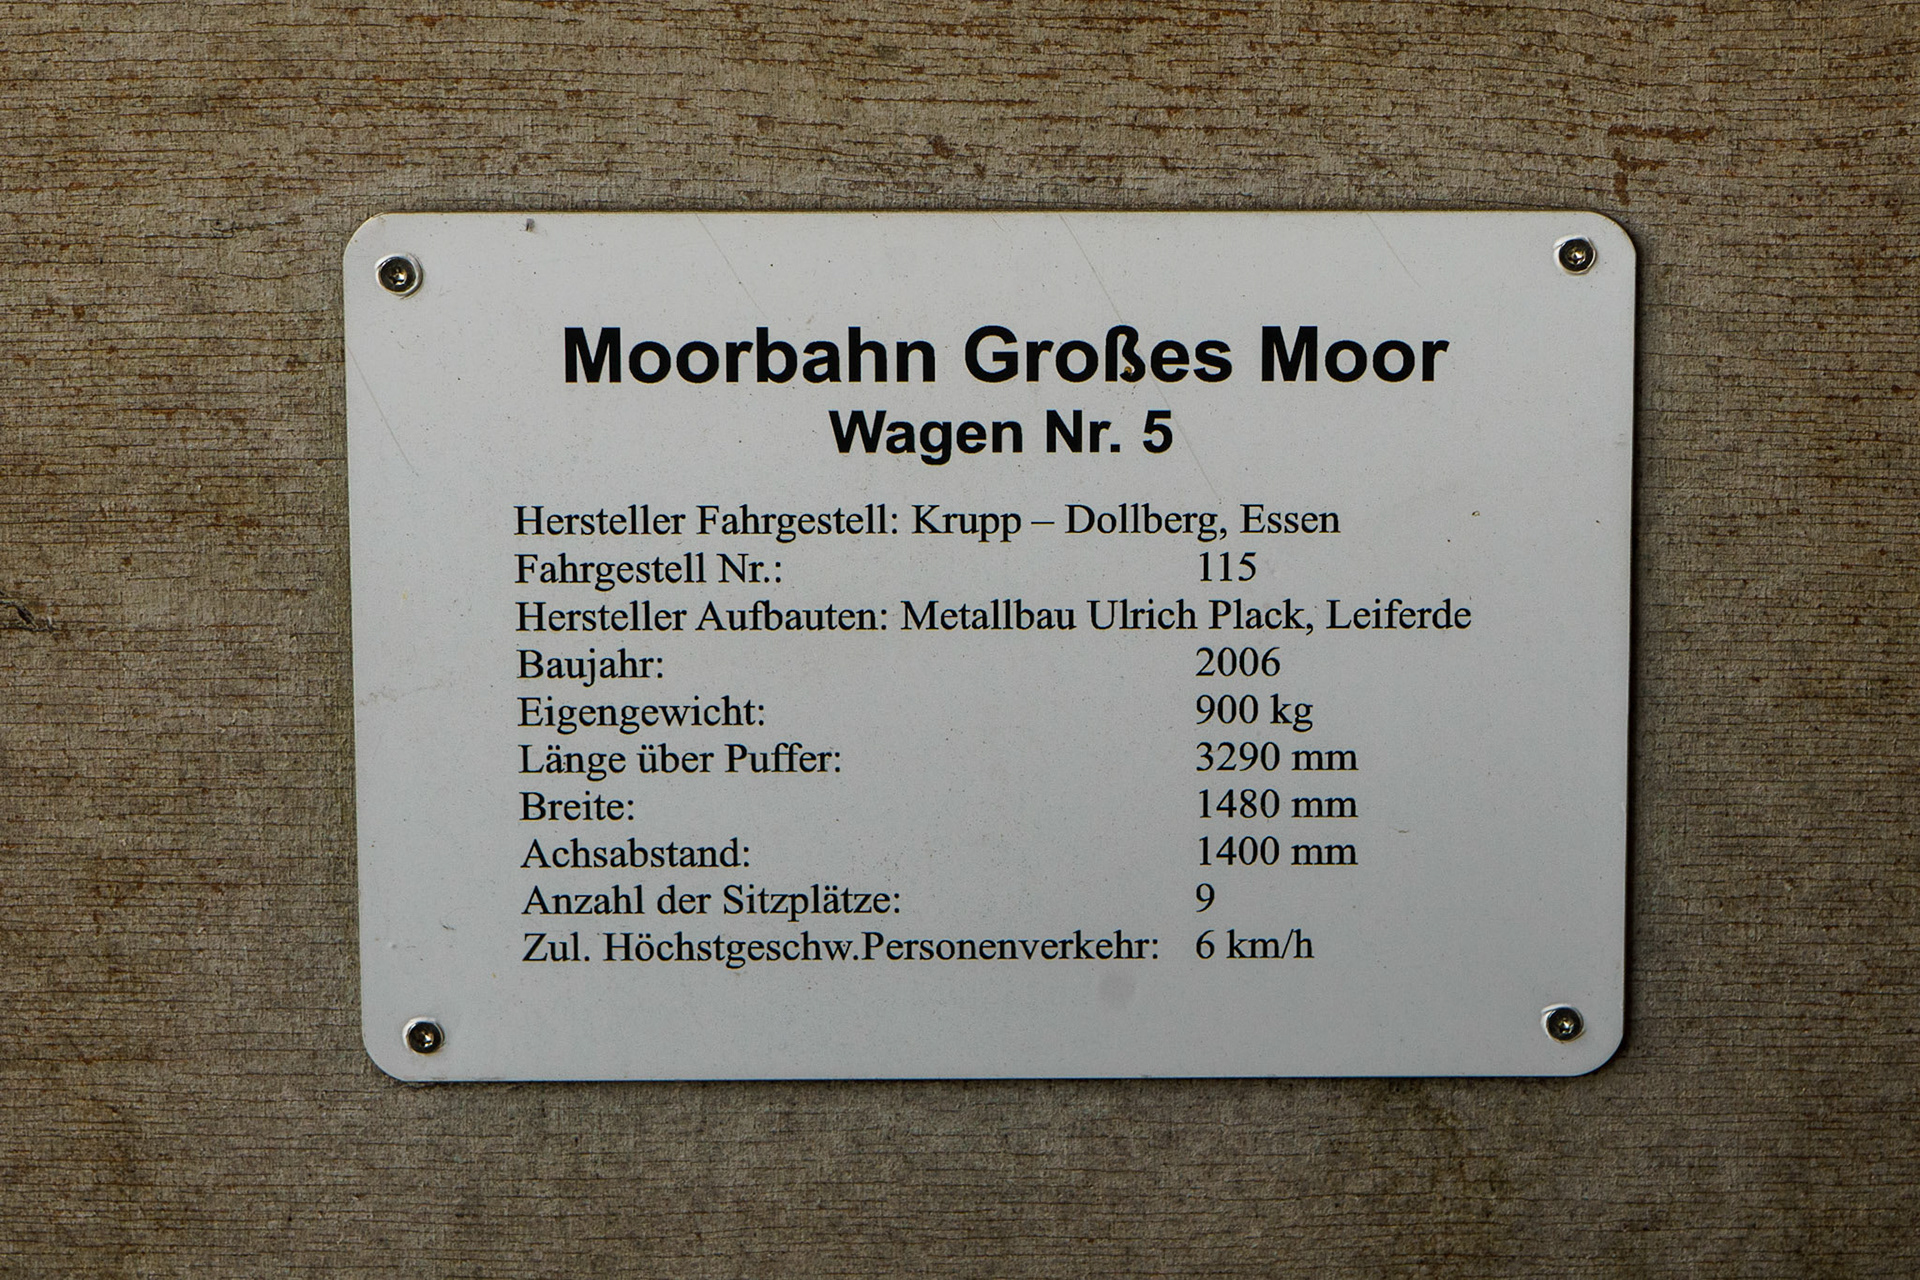 Moorbahn Großes Moor
Wagen Nr. 5
Hersteller Fahrgestell: Krupp – Dollberg, Essen
Fahrgestell Nr.: 115
Hersteller Aufbauten: Metallbau Ulrich Plack, Leiferde
Baujahr: 2006
Eigengewicht: 900 kg
Länge über Puffer: 3290 mm
Breite: 1480 mm
Achsabstand: 1400 mm
Anzahl der Sitzplätze: 9
Zul. Höchstgeschw.Personenverkehr: 6 km/h